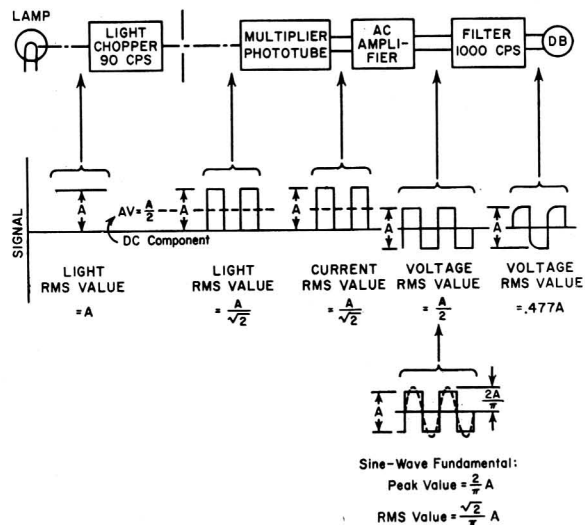 LAMP
LIGHT
CHOPPER
90 CPS
MULTIPLIER
PHOTOTUBE
AC
AMPLI-
FIER
FILTER
1000 CPS
DB
SIGNAL
A
AV = A/2
DC Component
A
A
A
A
LIGHT
RMS VALUE
= A
LIGHT
RMS VALUE
= A/√2
CURRENT
RMS VALUE
= A/√2
VOLTAGE
RMS VALUE
= A/2
VOLTAGE
RMS VALUE
=.477A
A
2A/π
Sine-Wave Fundamental:
Peak Value = 2/π A
RMS Value = √2/π A